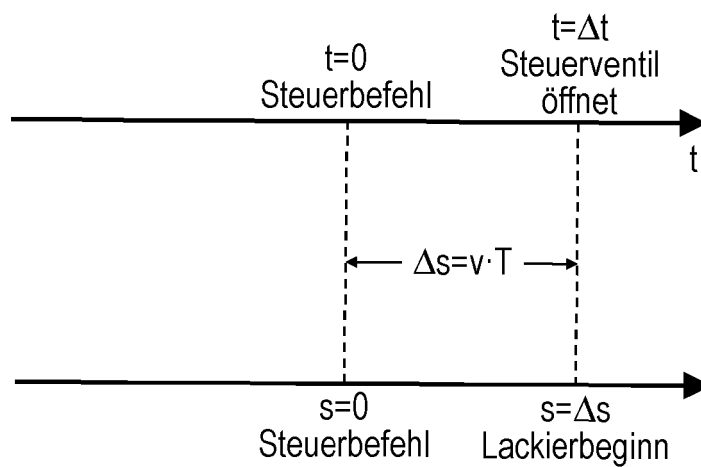 t=0
Steuerbefehl
t=Δt
Steuerventil
öffnet
t
Δs=v·T
s=0
Steuerbefehl
s=Δs
Lackierbeginn